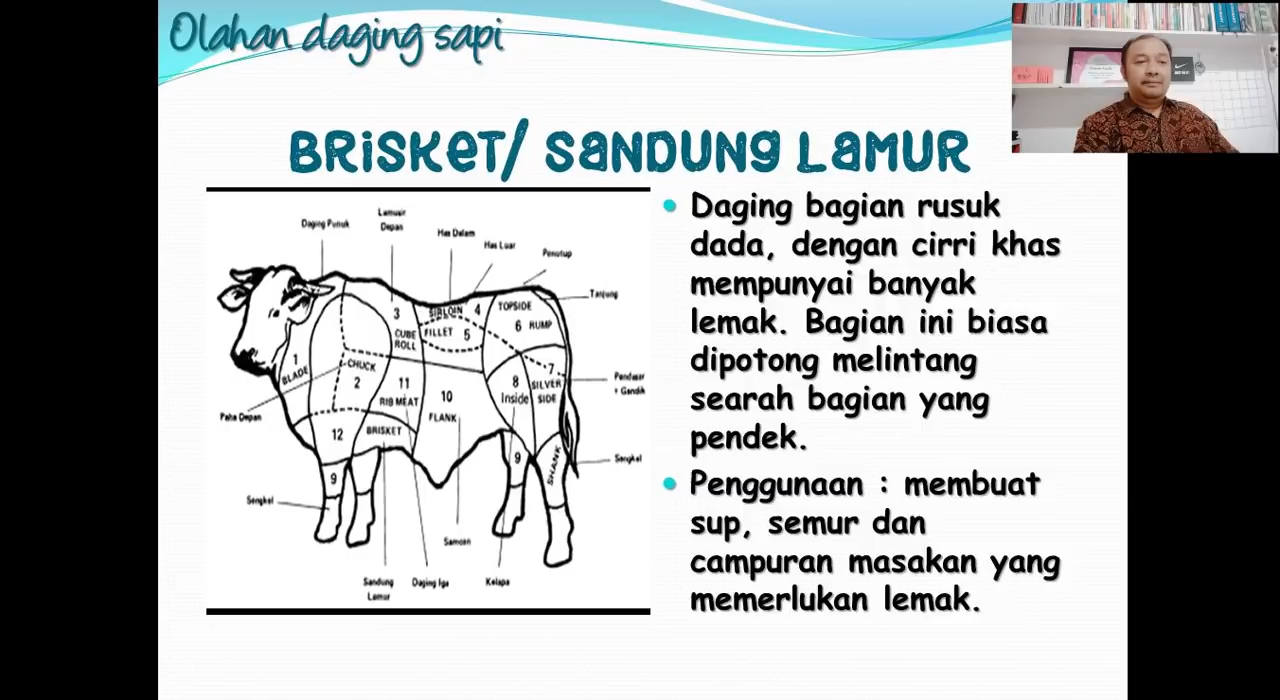 Olahan daging sapi
BRISKET/ SANDUNG LAMUR
Daging bagian rusuk
dada, dengan cirri khas
mempunyai banyak
lemak. Bagian ini biasa
dipotong melintang
searah bagian yang
pendek.
Penggunaan : membuat
sup, semur dan
campuran masakan yang
memerlukan lemak.
Daging Punuk
Lamusir
Depan
Has Dalam
Has Luar
Penutup
Tanjung
3
SIRLOIN
4
TOPSIDE
CUBE
ROLL
FILLET
5
6
RUMP
1
BLADE
CHUCK
2
11
RIB MEAT
10
FLANK
8
Inside
7
SILVER
SIDE
Pendasar
+ Gandik
Paha Depan
12
BRISKET
9
9
SHANK
Sengkel
Sengkel
Samcan
Sandung
Lamur
Daging Iga
Kelapa